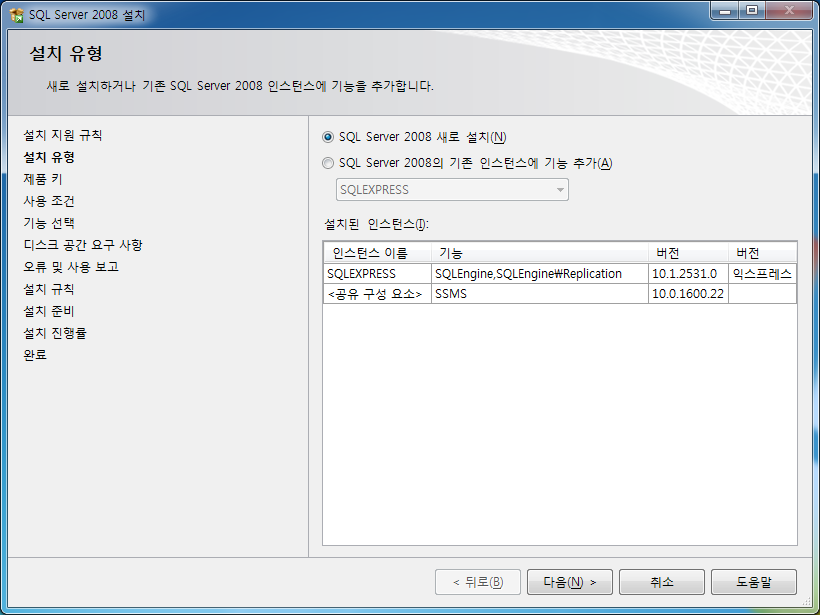 SQL Server 2008 설치
설치 유형
새로 설치하거나 기존 SQL Server 2008 인스턴스에 기능을 추가합니다.
설치 지원 규칙
설치 유형
제품 키
사용 조건
기능 선택
디스크 공간 요구 사항
오류 및 사용 보고
설치 규칙
설치 준비
설치 진행률
완료
SQL Server 2008 새로 설치(N)
SQL Server 2008의 기존 인스턴스에 기능 추가(A)
SQLEXPRESS
설치된 인스턴스(I):
인스턴스 이름 기능 버전 버전
SQLEXPRESS SQLEngine,SQLEngine₩Replication 10.1.2531.0 익스프레스
<공유 구성 요소> SSMS 10.0.1600.22
< 뒤로(B) 다음(N) > 취소 도움말